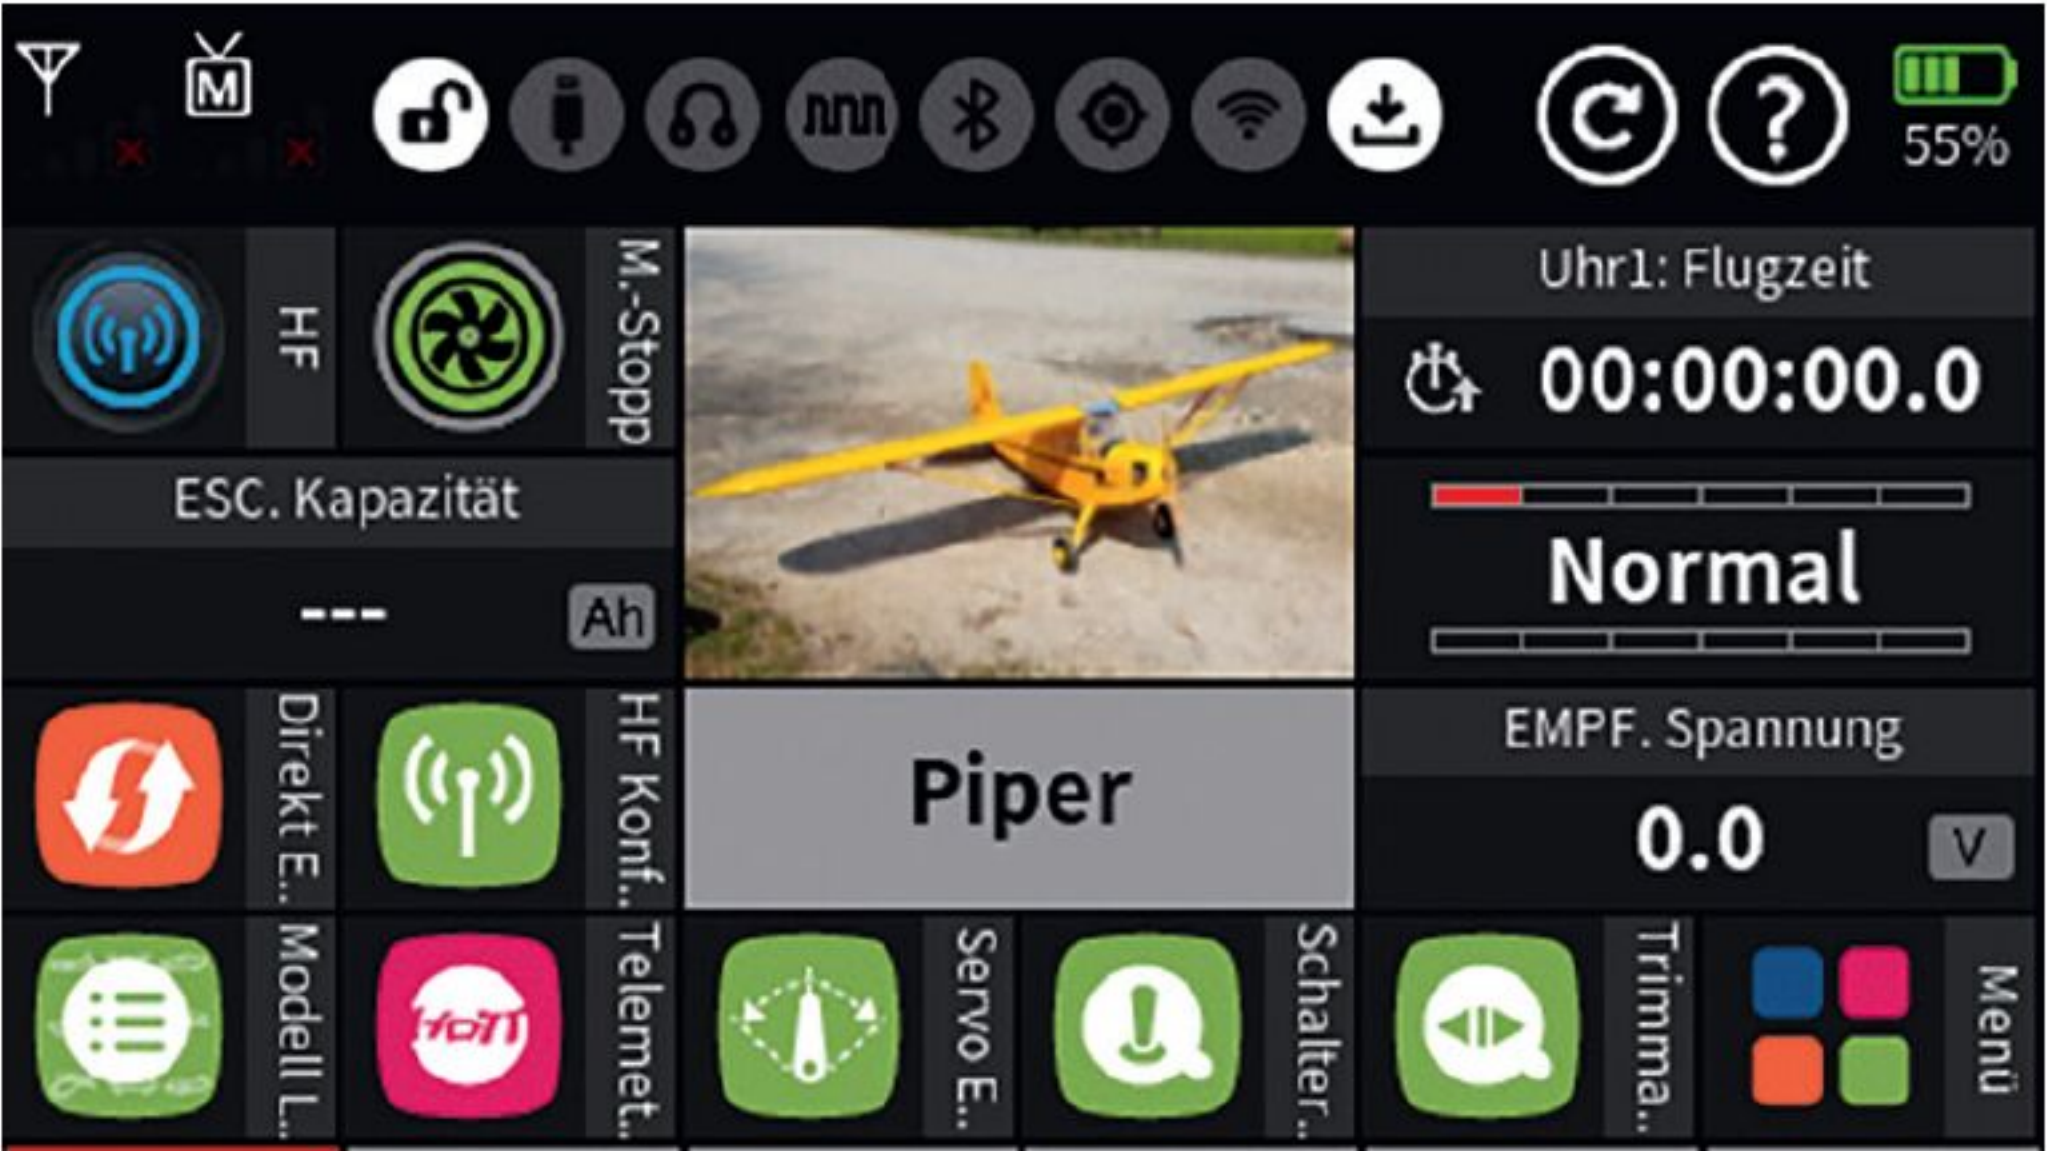 M
55%
HF
M.-Stopp
Uhr1: Flugzeit
00:00:00.0
ESC. Kapazität
---
Ah
Normal
Direkt E..
HF Konf..
Piper
EMPF. Spannung
0.0
V
Modell L..
HoTT
Telemet..
Servo E..
Schalter..
Trimma..
Menü